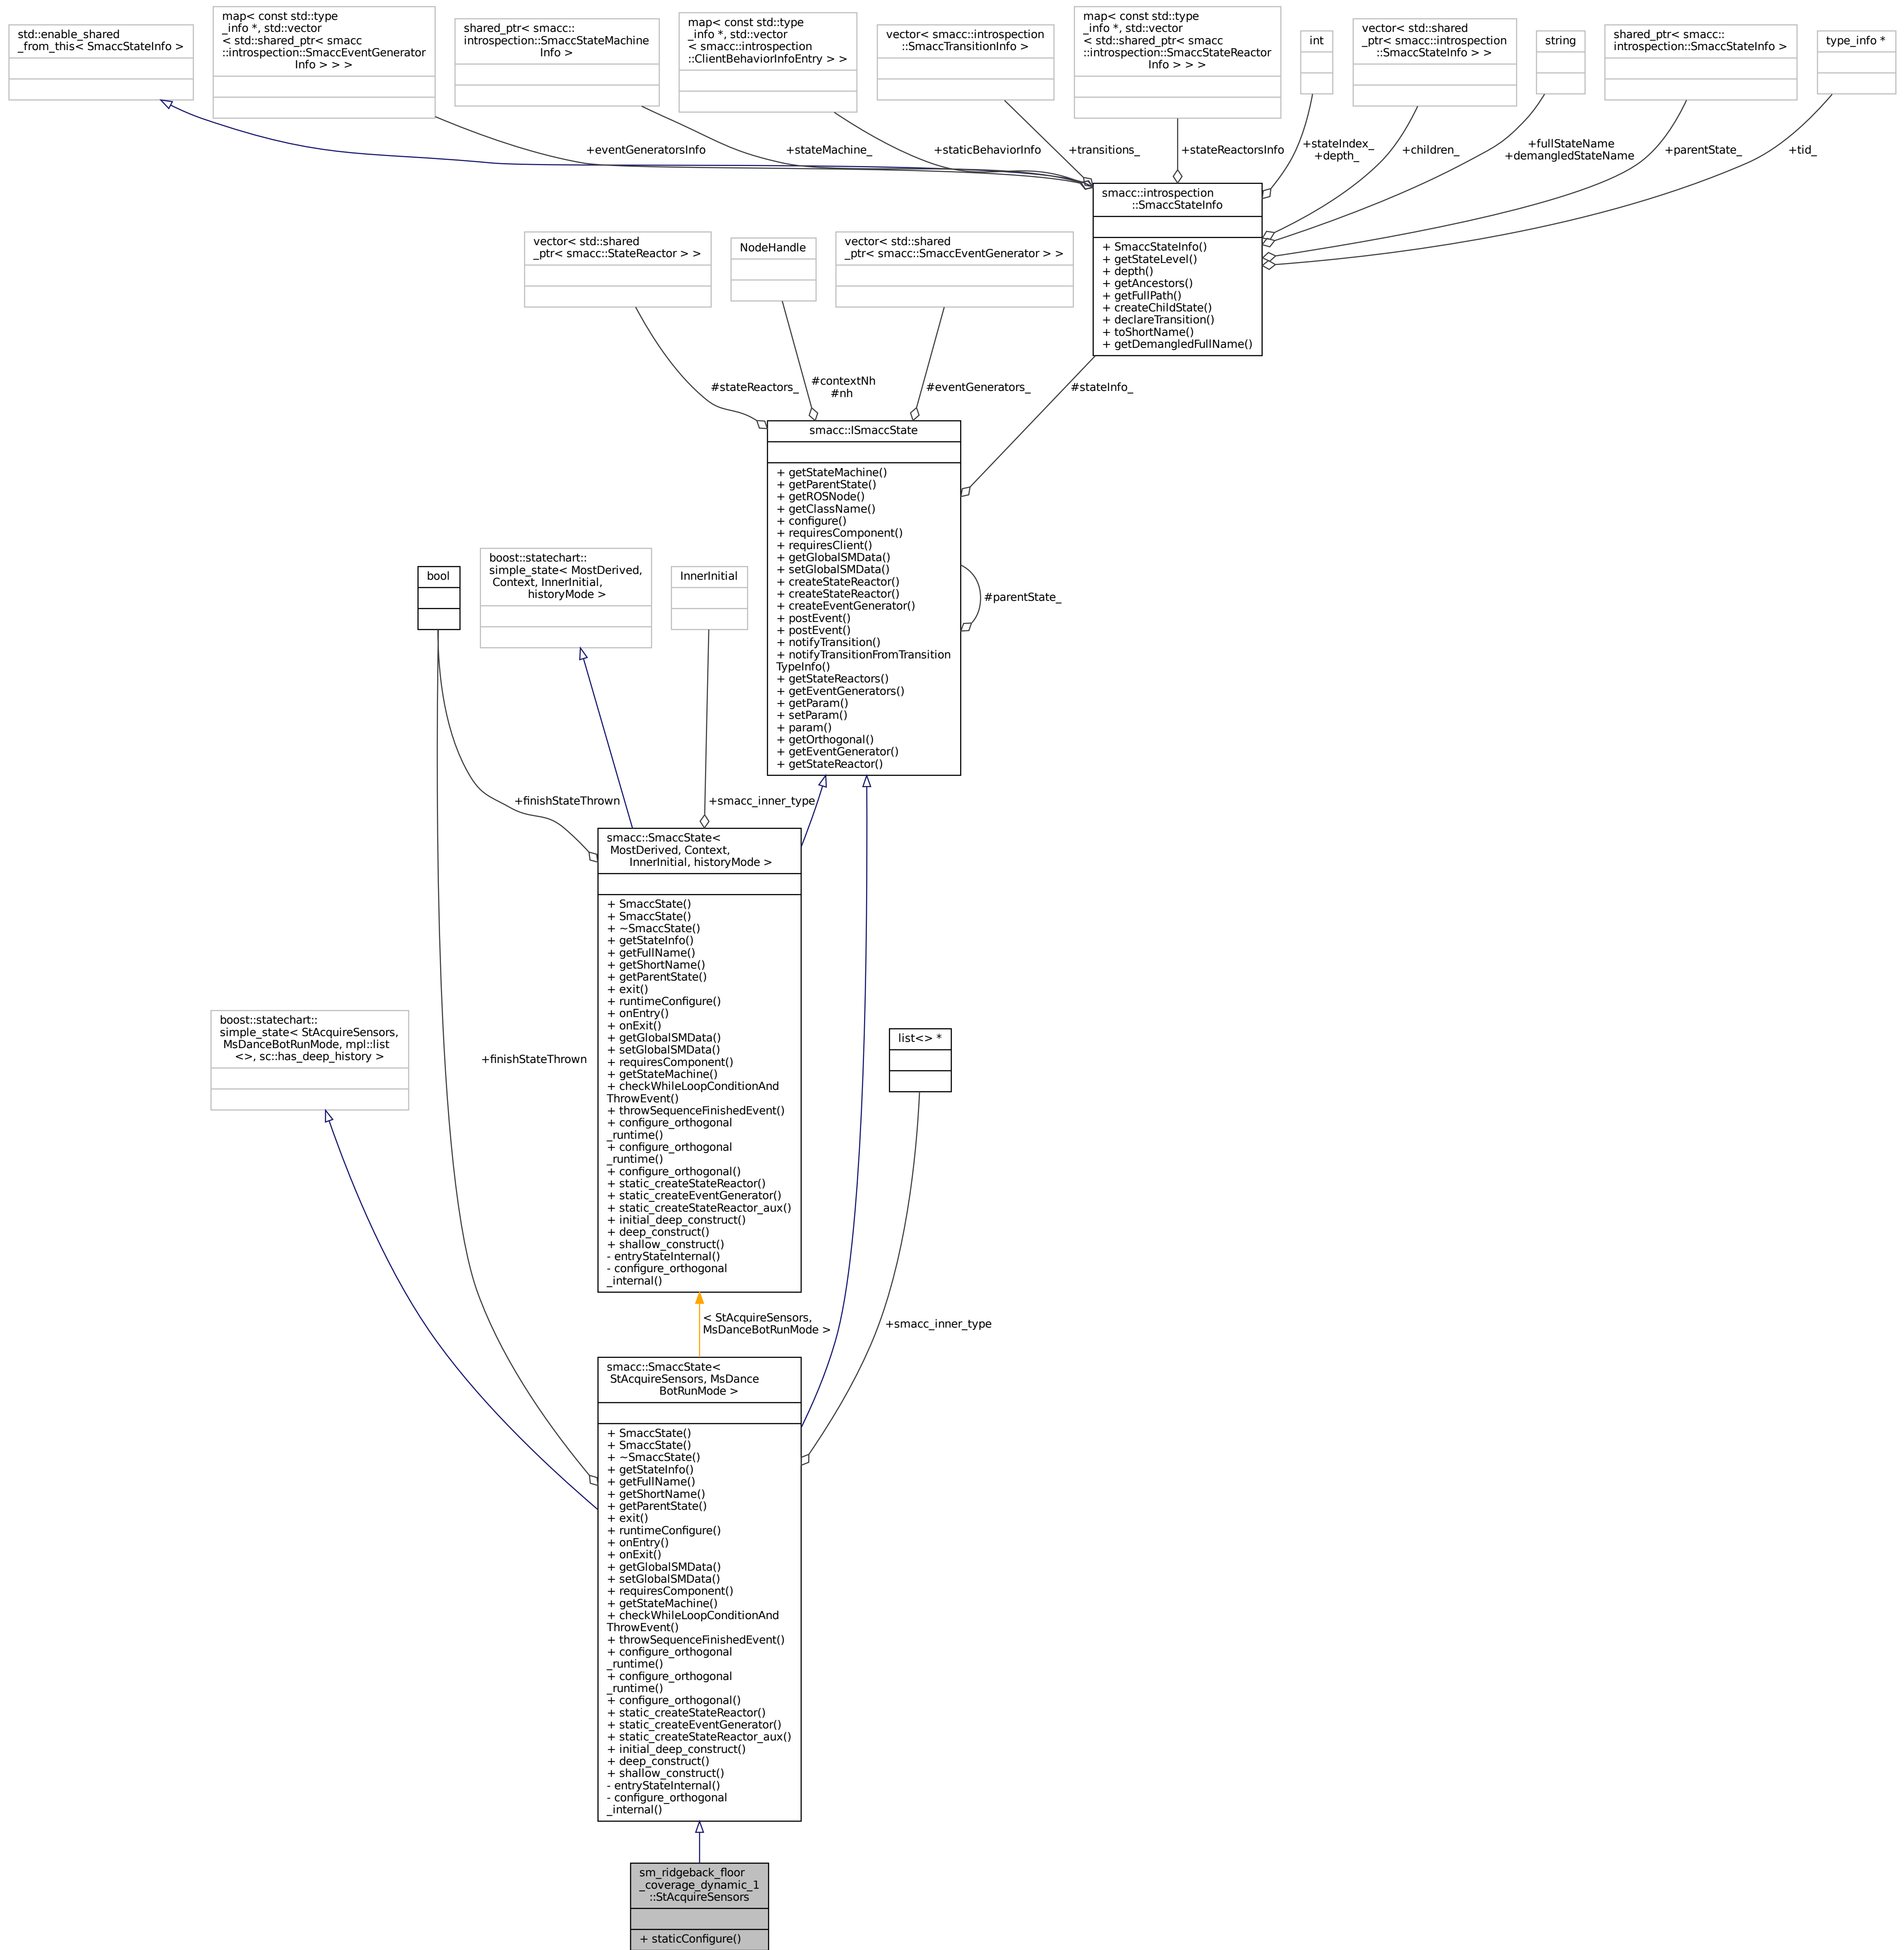 std::enable_shared
_from_this< SmaccStateInfo >
map< const std::type
_info *, std::vector
< std::shared_ptr< smacc
::introspection::SmaccEventGenerator
Info > > >
shared_ptr< smacc::
introspection::SmaccStateMachine
Info >
map< const std::type
_info *, std::vector
< smacc::introspection
::ClientBehaviorInfoEntry > >
vector< smacc::introspection
::SmaccTransitionInfo >
map< const std::type
_info *, std::vector
< std::shared_ptr< smacc
::introspection::SmaccStateReactor
Info > > >
int
vector< std::shared
_ptr< smacc::introspection
::SmaccStateInfo > >
string
shared_ptr< smacc::
introspection::SmaccStateInfo >
type_info *
+eventGeneratorsInfo
+stateMachine_
+staticBehaviorInfo
+transitions_
+stateReactorsInfo
+stateIndex_
+depth_
+children_
+fullStateName
+demangledStateName
+parentState_
+tid_
smacc::introspection
::SmaccStateInfo
+ SmaccStateInfo()
+ getStateLevel()
+ depth()
+ getAncestors()
+ getFullPath()
+ createChildState()
+ declareTransition()
+ toShortName()
+ getDemangledFullName()
vector< std::shared
_ptr< smacc::StateReactor > >
NodeHandle
vector< std::shared
_ptr< smacc::SmaccEventGenerator > >
#stateReactors_
#contextNh
#nh
#eventGenerators_
#stateInfo_
smacc::ISmaccState
+ getStateMachine()
+ getParentState()
+ getROSNode()
+ getClassName()
+ configure()
+ requiresComponent()
+ requiresClient()
+ getGlobalSMData()
+ setGlobalSMData()
+ createStateReactor()
+ createStateReactor()
+ createEventGenerator()
+ postEvent()
+ postEvent()
+ notifyTransition()
+ notifyTransitionFromTransition
TypeInfo()
+ getStateReactors()
+ getEventGenerators()
+ getParam()
+ setParam()
+ param()
+ getOrthogonal()
+ getEventGenerator()
+ getStateReactor()
#parentState_
bool
boost::statechart::
simple_state< MostDerived,
Context, InnerInitial,
historyMode >
InnerInitial
+finishStateThrown
+smacc_inner_type
smacc::SmaccState<
MostDerived, Context,
InnerInitial, historyMode >
+ SmaccState()
+ SmaccState()
+ ~SmaccState()
+ getStateInfo()
+ getFullName()
+ getShortName()
+ getParentState()
+ exit()
+ runtimeConfigure()
+ onEntry()
+ onExit()
+ getGlobalSMData()
+ setGlobalSMData()
+ requiresComponent()
+ getStateMachine()
+ checkWhileLoopConditionAnd
ThrowEvent()
+ throwSequenceFinishedEvent()
+ configure_orthogonal
_runtime()
+ configure_orthogonal
_runtime()
+ configure_orthogonal()
+ static_createStateReactor()
+ static_createEventGenerator()
+ static_createStateReactor_aux()
+ initial_deep_construct()
+ deep_construct()
+ shallow_construct()
- entryStateInternal()
- configure_orthogonal
_internal()
boost::statechart::
simple_state< StAcquireSensors,
MsDanceBotRunMode, mpl::list
<>, sc::has_deep_history >
+finishStateThrown
list<> *
< StAcquireSensors,
MsDanceBotRunMode >
+smacc_inner_type
smacc::SmaccState<
StAcquireSensors, MsDance
BotRunMode >
+ SmaccState()
+ SmaccState()
+ ~SmaccState()
+ getStateInfo()
+ getFullName()
+ getShortName()
+ getParentState()
+ exit()
+ runtimeConfigure()
+ onEntry()
+ onExit()
+ getGlobalSMData()
+ setGlobalSMData()
+ requiresComponent()
+ getStateMachine()
+ checkWhileLoopConditionAnd
ThrowEvent()
+ throwSequenceFinishedEvent()
+ configure_orthogonal
_runtime()
+ configure_orthogonal
_runtime()
+ configure_orthogonal()
+ static_createStateReactor()
+ static_createEventGenerator()
+ static_createStateReactor_aux()
+ initial_deep_construct()
+ deep_construct()
+ shallow_construct()
- entryStateInternal()
- configure_orthogonal
_internal()
sm_ridgeback_floor
_coverage_dynamic_1
::StAcquireSensors
+ staticConfigure()